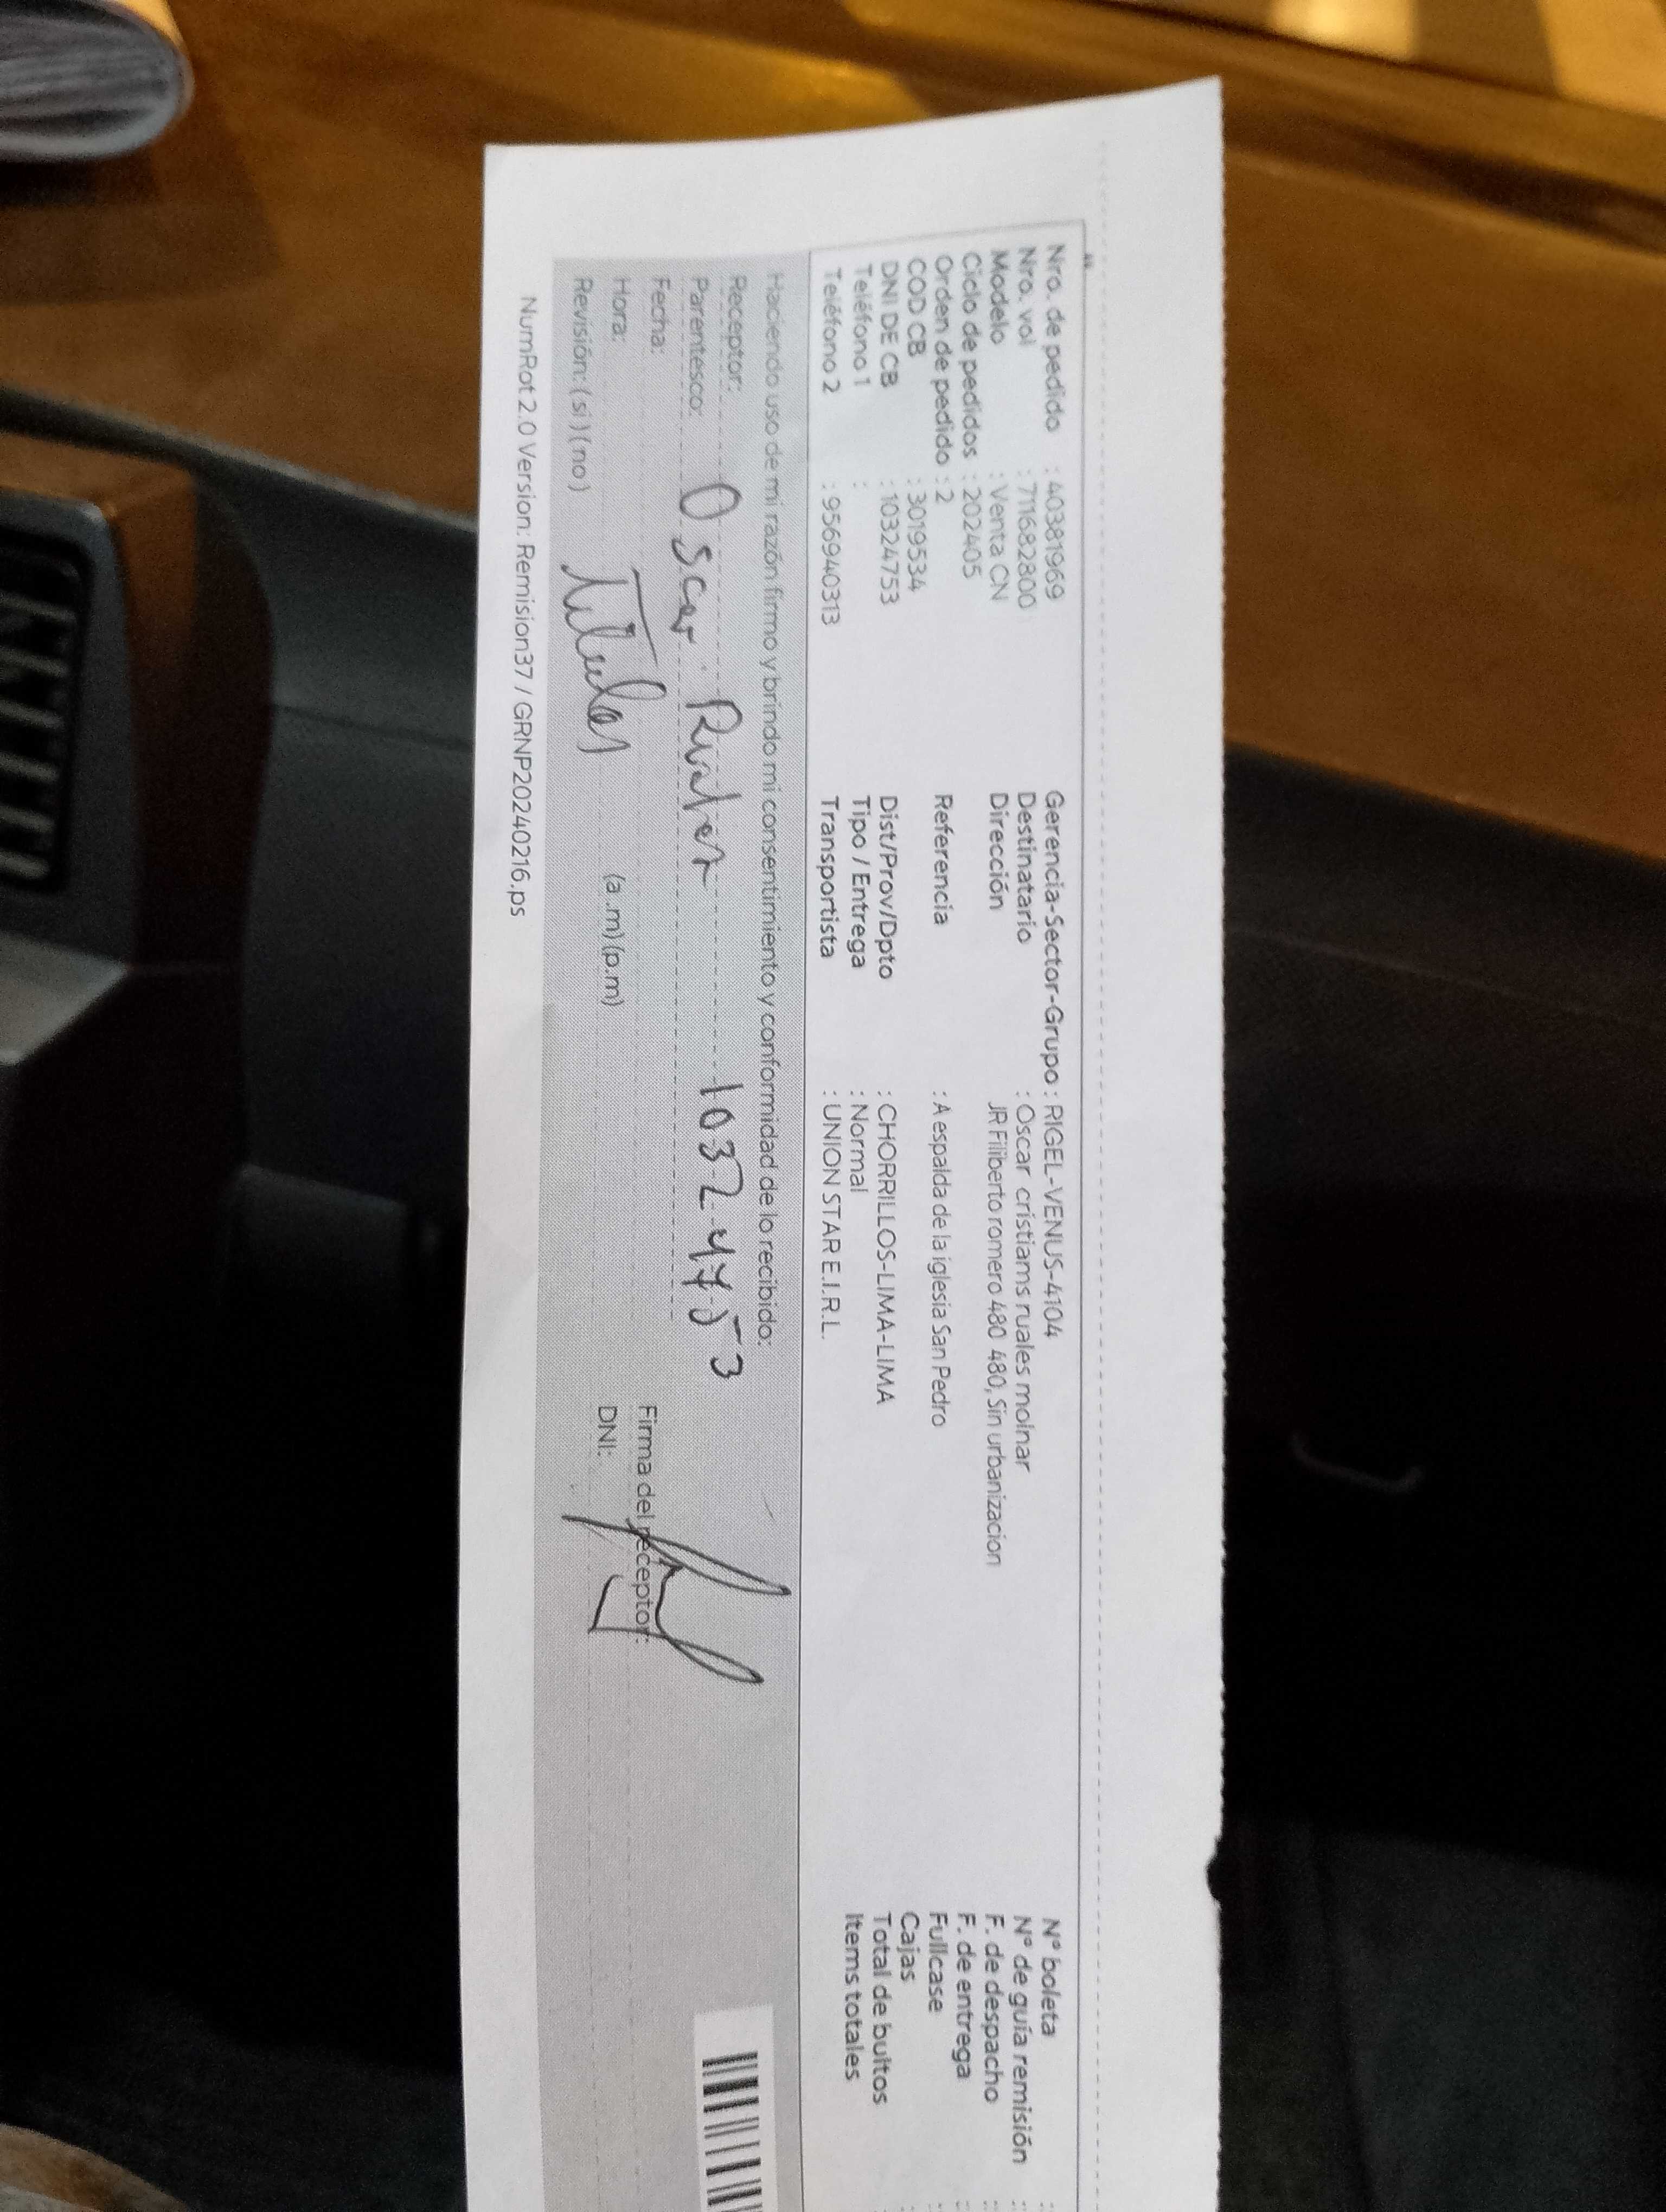 Nro. de pedido : 40381969
Nro. vol : 711682800
Modelo : Venta CN
Ciclo de pedidos : 202405
Orden de pedido : 2
COD CB : 3019534
DNI DE CB : 10324753
Teléfono 1 :
Teléfono 2 : 956940313
Gerencia-Sector-Grupo : RIGEL-VENUS-4104
Destinatario : Oscar cristiams ruales molnar
Dirección JR Filiberto romero 480 480, Sin urbanizacion
Referencia : A espalda de la iglesia San Pedro
Dist/Prov/Dpto : CHORRILLOS-LIMA-LIMA
Tipo / Entrega : Normal
Transportista : UNION STAR E.I.R.L.
N° boleta :
N° de guía remisión :
F. de despacho :
F. de entrega :
Fullcase :
Cajas :
Total de bultos
Items totales
Haciendo uso de mi razón firmo y brindo mi consentimiento y conformidad de lo recibido:
Receptor:
Parentesco: Oscar 10324753
Fecha:
Hora: (a .m) (p.m)
Revisión: (si) (no)
Firma del receptor:
DNI:
NumRot 2.0 Version: Remision37 / GRNP20240216.ps